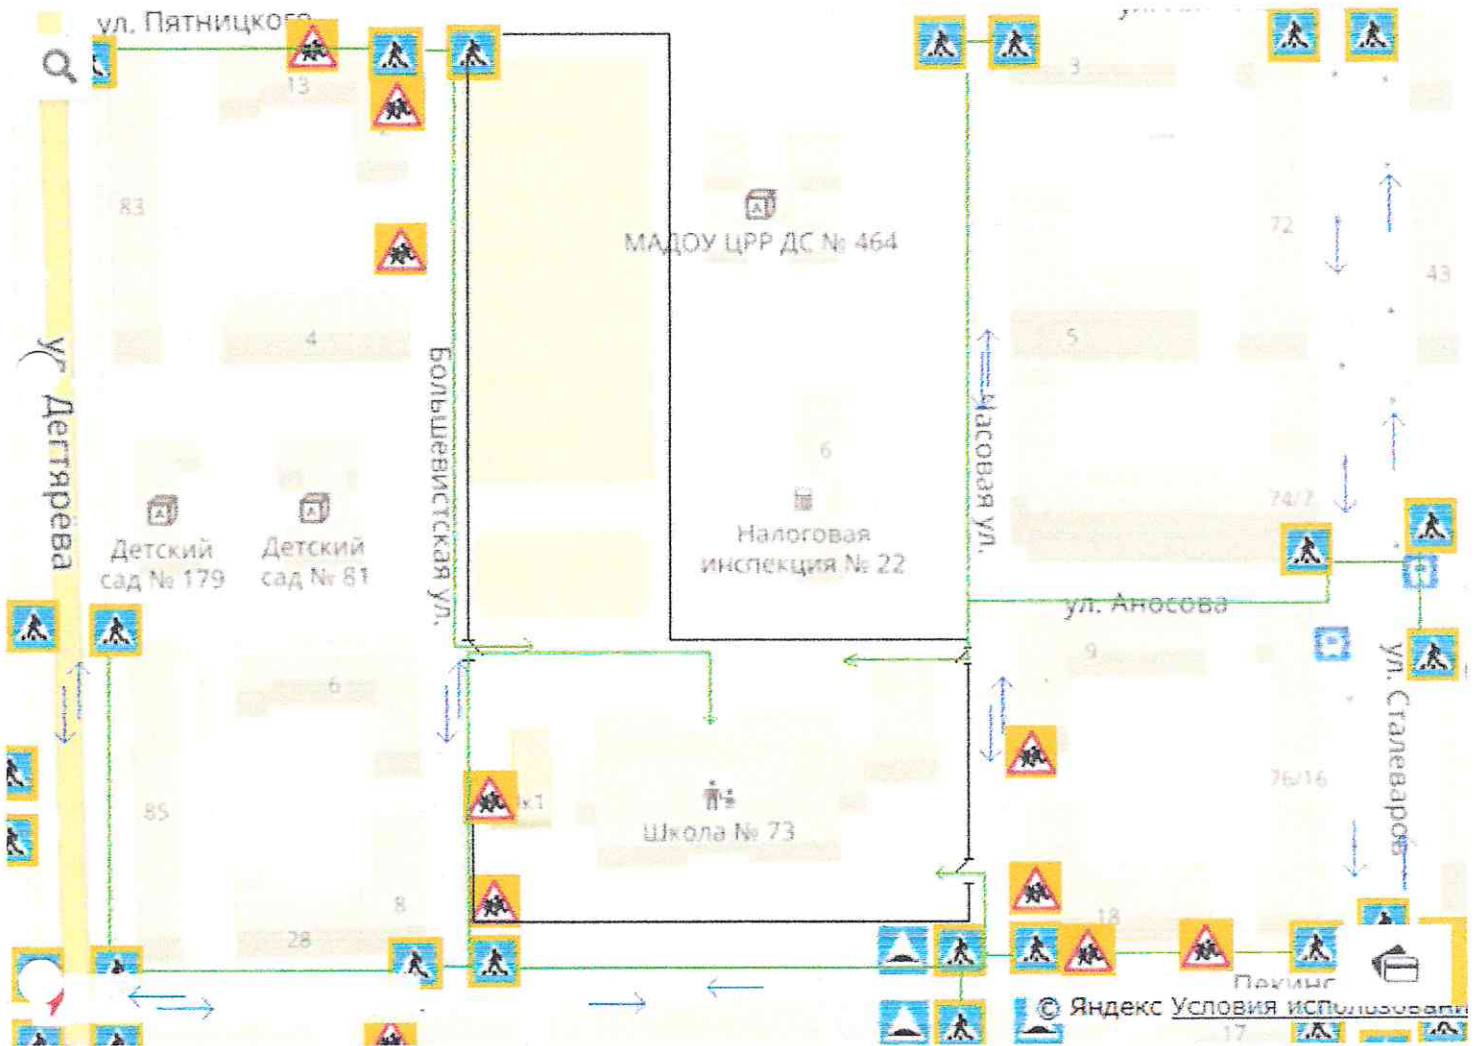 ул. Пятницкого
13
3
83
72
МАДОУ ЦРР ДС № 464
43
4
5
ул. Дегтярёва
Большевистская ул.
Часовая ул.
6
74/7
Детский
сад № 179
Детский
сад № 81
Налоговая
инспекция № 22
ул. Аносова
9
6
ул. Сталеваров
85
к1
76/16
Школа № 73
8
28
18
© Яндекс Условия использовани
17